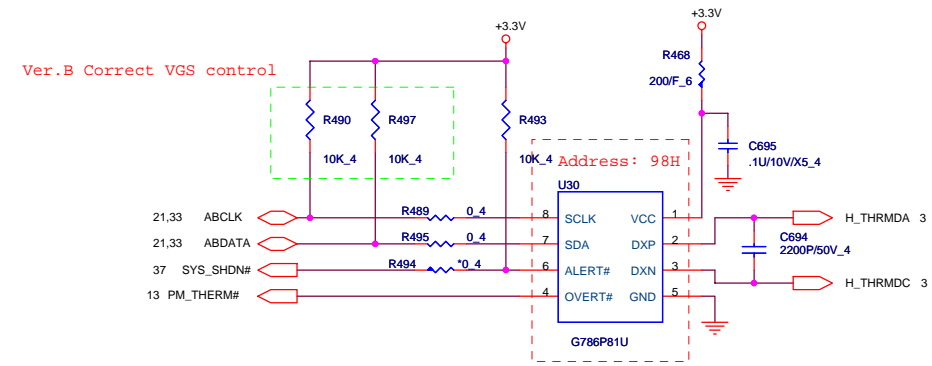 +3.3V
+3.3V
Ver.B Correct VGS control
R468
200/F_6
R490
R497
R493
10K_4
10K_4
10K_4
C695
.1U/10V/X5_4
Address: 98H
U30
21,33 ABCLK
R489 0_4
8 SCLK VCC 1
H_THRMDA 3
21,33 ABDATA
R495 0_4
7 SDA DXP 2
C694
2200P/50V_4
37 SYS_SHDN#
R494 *0_4
6 ALERT# DXN 3
H_THRMDC 3
13 PM_THERM#
4 OVERT# GND 5
G786P81U